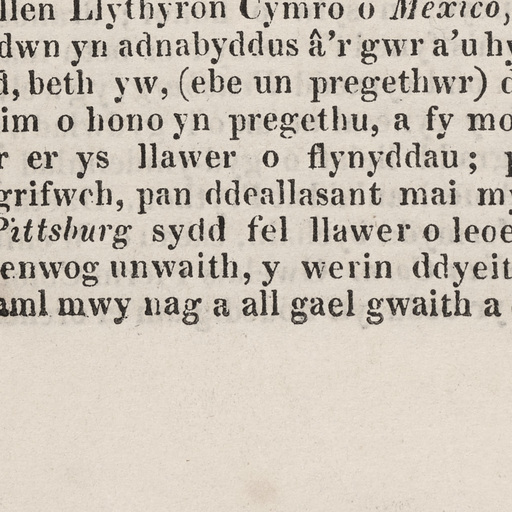 llen Llythyron Cymro o Mexico,
dwn yn adnabyddus â'r gwr a'u hy
d, beth yw, (ebe un pregethwr)
im o hono yn pregethu, a fy mo
r er ys llawer o flynyddau ; p
grifwch, pan ddeallasant mai my
Pittsburg sydd fel llawer o leoe
enwog unwaith, y werin ddyeit
aml mwy nag a all gael gwaith a